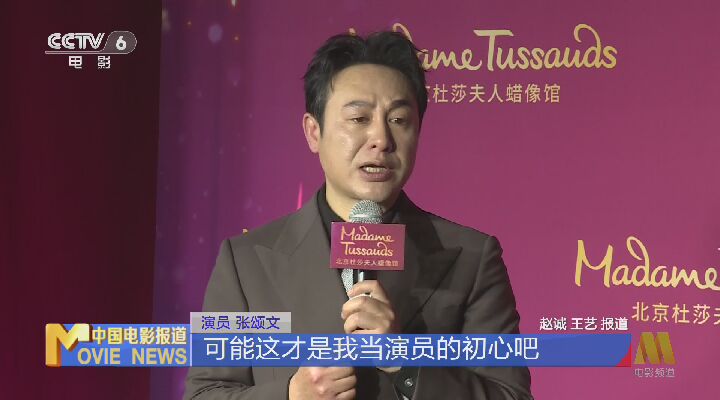 CCTV 6
电影
Madame Tussauds
北京杜莎夫人蜡像馆
Madame
Tussauds
北京杜莎夫人蜡像馆
Madame
北京杜莎夫人
演员 张颂文
赵诚 王艺 报道
中国电影报道
MOVIE NEWS
可能这才是我当演员的初心吧
电影频道